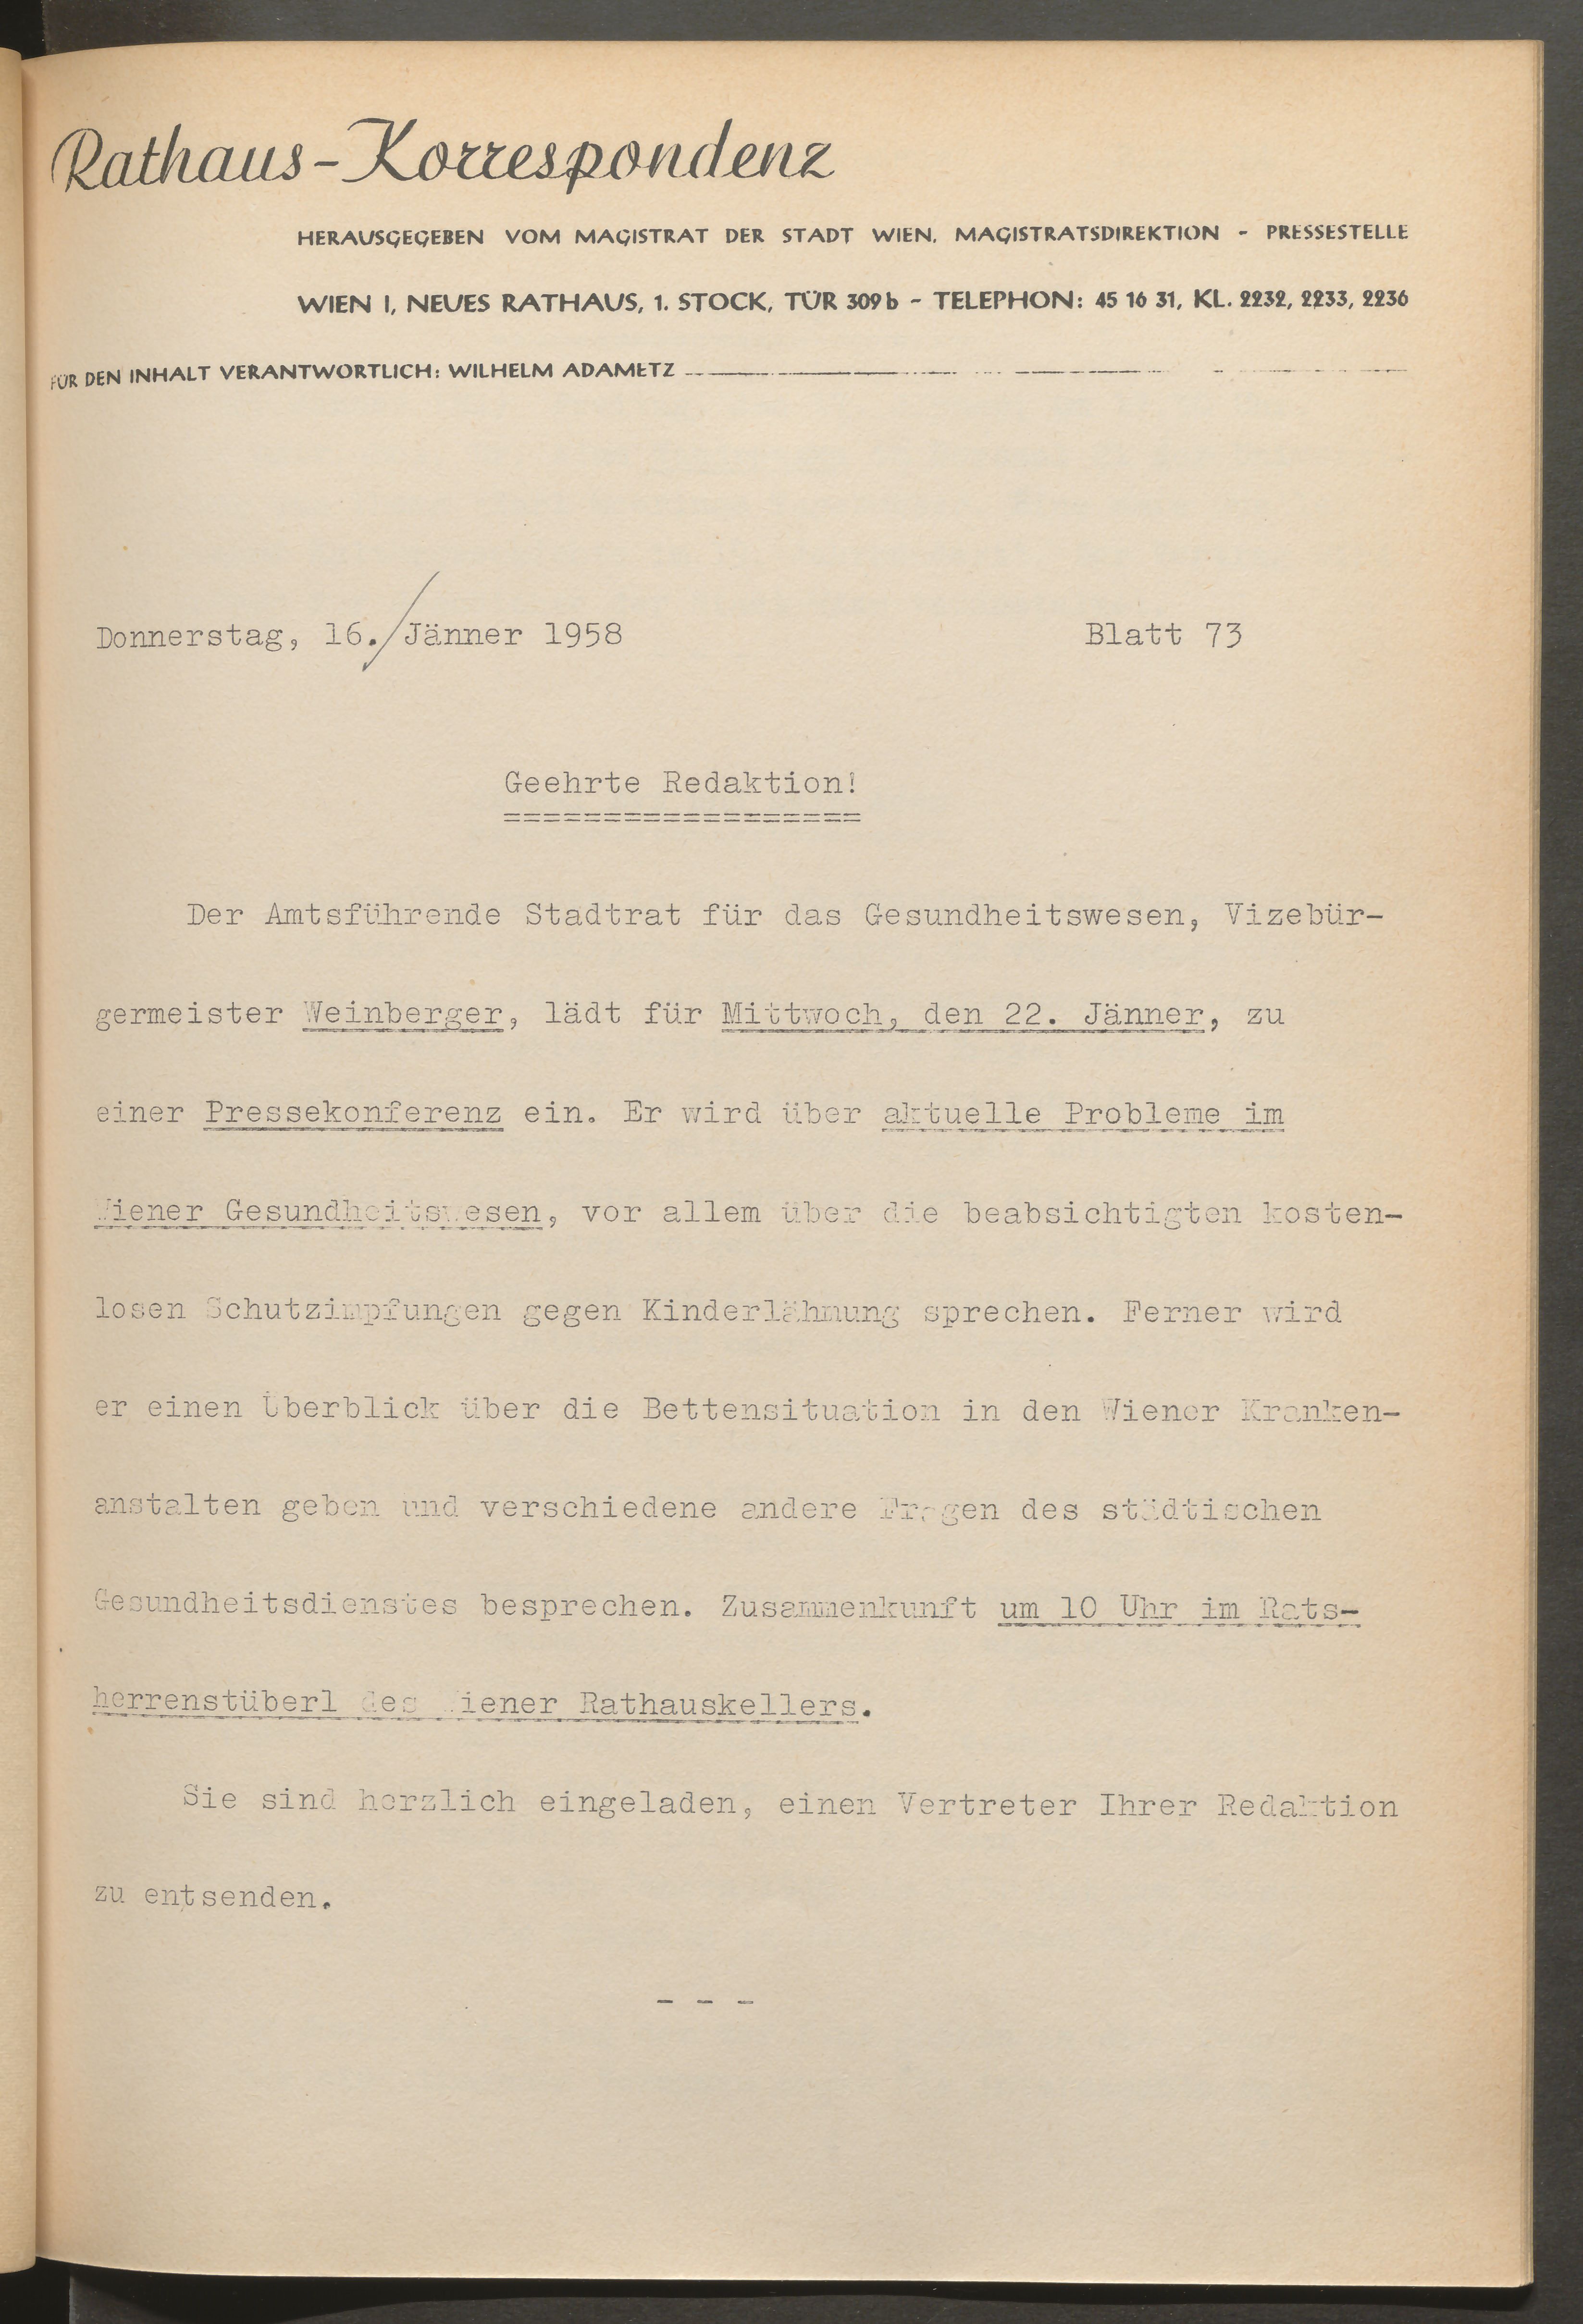 Rathaus-Korrespondenz
HERAUSGEGEBEN VOM MAGISTRAT DER STADT WIEN, MAGISTRATSDIREKTION - PRESSESTELLE
WIEN I, NEUES RATHAUS, 1. STOCK, TÜR 309b - TELEPHON: 45 16 31, KL. 2232, 2233, 2236
FÜR DEN INHALT VERANTWORTLICH: WILHELM ADAMETZ
Donnerstag, 16. Jänner 1958 Blatt 73
Geehrte Redaktion!
==================
Der Amtsführende Stadtrat für das Gesundheitswesen, Vizebür-
germeister Weinberger, lädt für Mittwoch, den 22. Jänner, zu
einer Pressekonferenz ein. Er wird über aktuelle Probleme im
Wiener Gesundheitswesen, vor allem über die beabsichtigten kosten-
losen Schutzimpfungen gegen Kinderlähmung sprechen. Ferner wird
er einen Überblick über die Bettensituation in den Wiener Kranken-
anstalten geben und verschiedene andere Fragen des städtischen
Gesundheitsdienstes besprechen. Zusammenkunft um 10 Uhr im Rats-
herrenstüberl des Wiener Rathauskellers.
Sie sind herzlich eingeladen, einen Vertreter Ihrer Redaktion
zu entsenden.
- - -